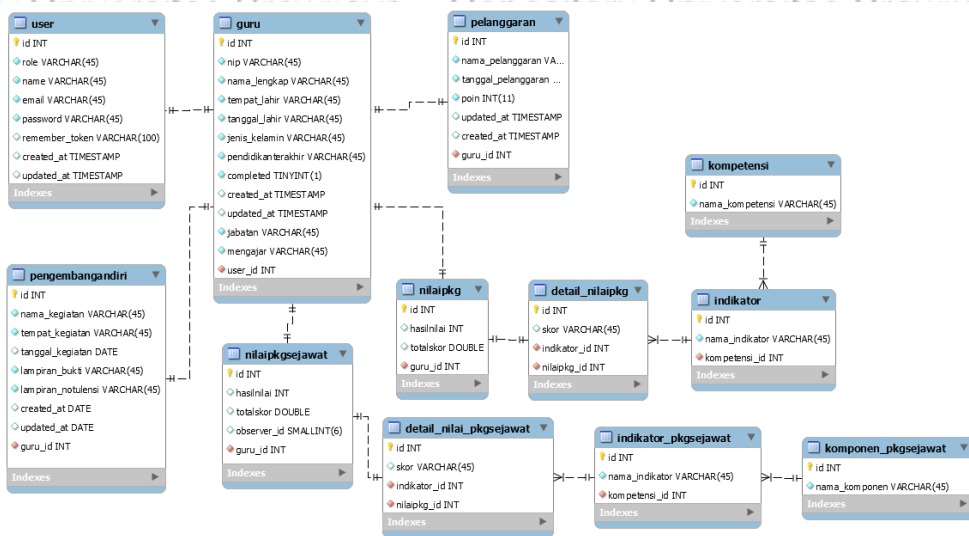 user
id INT
role VARCHAR(45)
name VARCHAR(45)
email VARCHAR(45)
password VARCHAR(45)
remember_token VARCHAR(100)
created_at TIMESTAMP
updated_at TIMESTAMP
Indexes
guru
id INT
nip VARCHAR(45)
nama_lengkap VARCHAR(45)
tempat_lahir VARCHAR(45)
tanggal_lahir VARCHAR(45)
jenis_kelamin VARCHAR(45)
pendidikanterakhir VARCHAR(45)
completed TINYINT(1)
created_at TIMESTAMP
updated_at TIMESTAMP
jabatan VARCHAR(45)
mengajar VARCHAR(45)
user_id INT
Indexes
pelanggaran
id INT
nama_pelanggaran VA...
tanggal_pelanggaran ...
poin INT(11)
updated_at TIMESTAMP
created_at TIMESTAMP
guru_id INT
Indexes
kompetensi
id INT
nama_kompetensi VARCHAR(45)
Indexes
pengembangandiri
id INT
nama_kegiatan VARCHAR(45)
tempat_kegiatan VARCHAR(45)
tanggal_kegiatan DATE
lampiran_bukti VARCHAR(45)
lampiran_notulensi VARCHAR(45)
created_at DATE
updated_at DATE
guru_id INT
Indexes
nilaipkgsejawat
id INT
hasilnilai INT
totalskor DOUBLE
observer_id SMALLINT(6)
guru_id INT
Indexes
nilaipkg
id INT
hasilnilai INT
totalskor DOUBLE
guru_id INT
Indexes
detail_nilaipkg
id INT
skor VARCHAR(45)
indikator_id INT
nilaipkg_id INT
Indexes
indikator
id INT
nama_indikator VARCHAR(45)
kompetensi_id INT
Indexes
detail_nilai_pkgsejawat
id INT
skor VARCHAR(45)
indikator_id INT
nilaipkg_id INT
Indexes
indikator_pkgsejawat
id INT
nama_indikator VARCHAR(45)
kompetensi_id INT
Indexes
komponen_pkgsejawat
id INT
nama_komponen VARCHAR(45)
Indexes